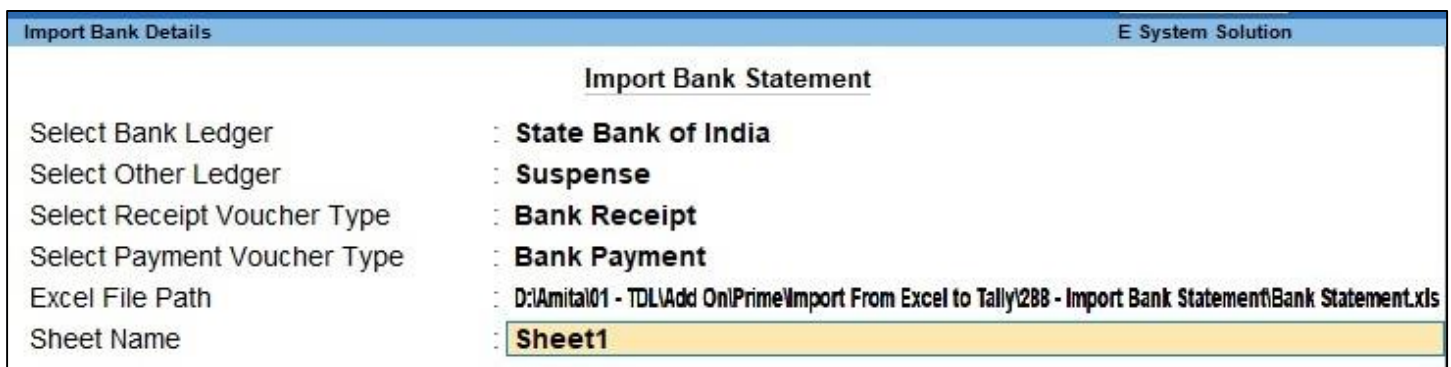 Import Bank Details E System Solution
Import Bank Statement
Select Bank Ledger : State Bank of India
Select Other Ledger : Suspense
Select Receipt Voucher Type : Bank Receipt
Select Payment Voucher Type : Bank Payment
Excel File Path : D:\Amita\01 - TDL\Add On\Prime\Import From Excel to Tally\288 - Import Bank Statement\Bank Statement.xls
Sheet Name : Sheet1